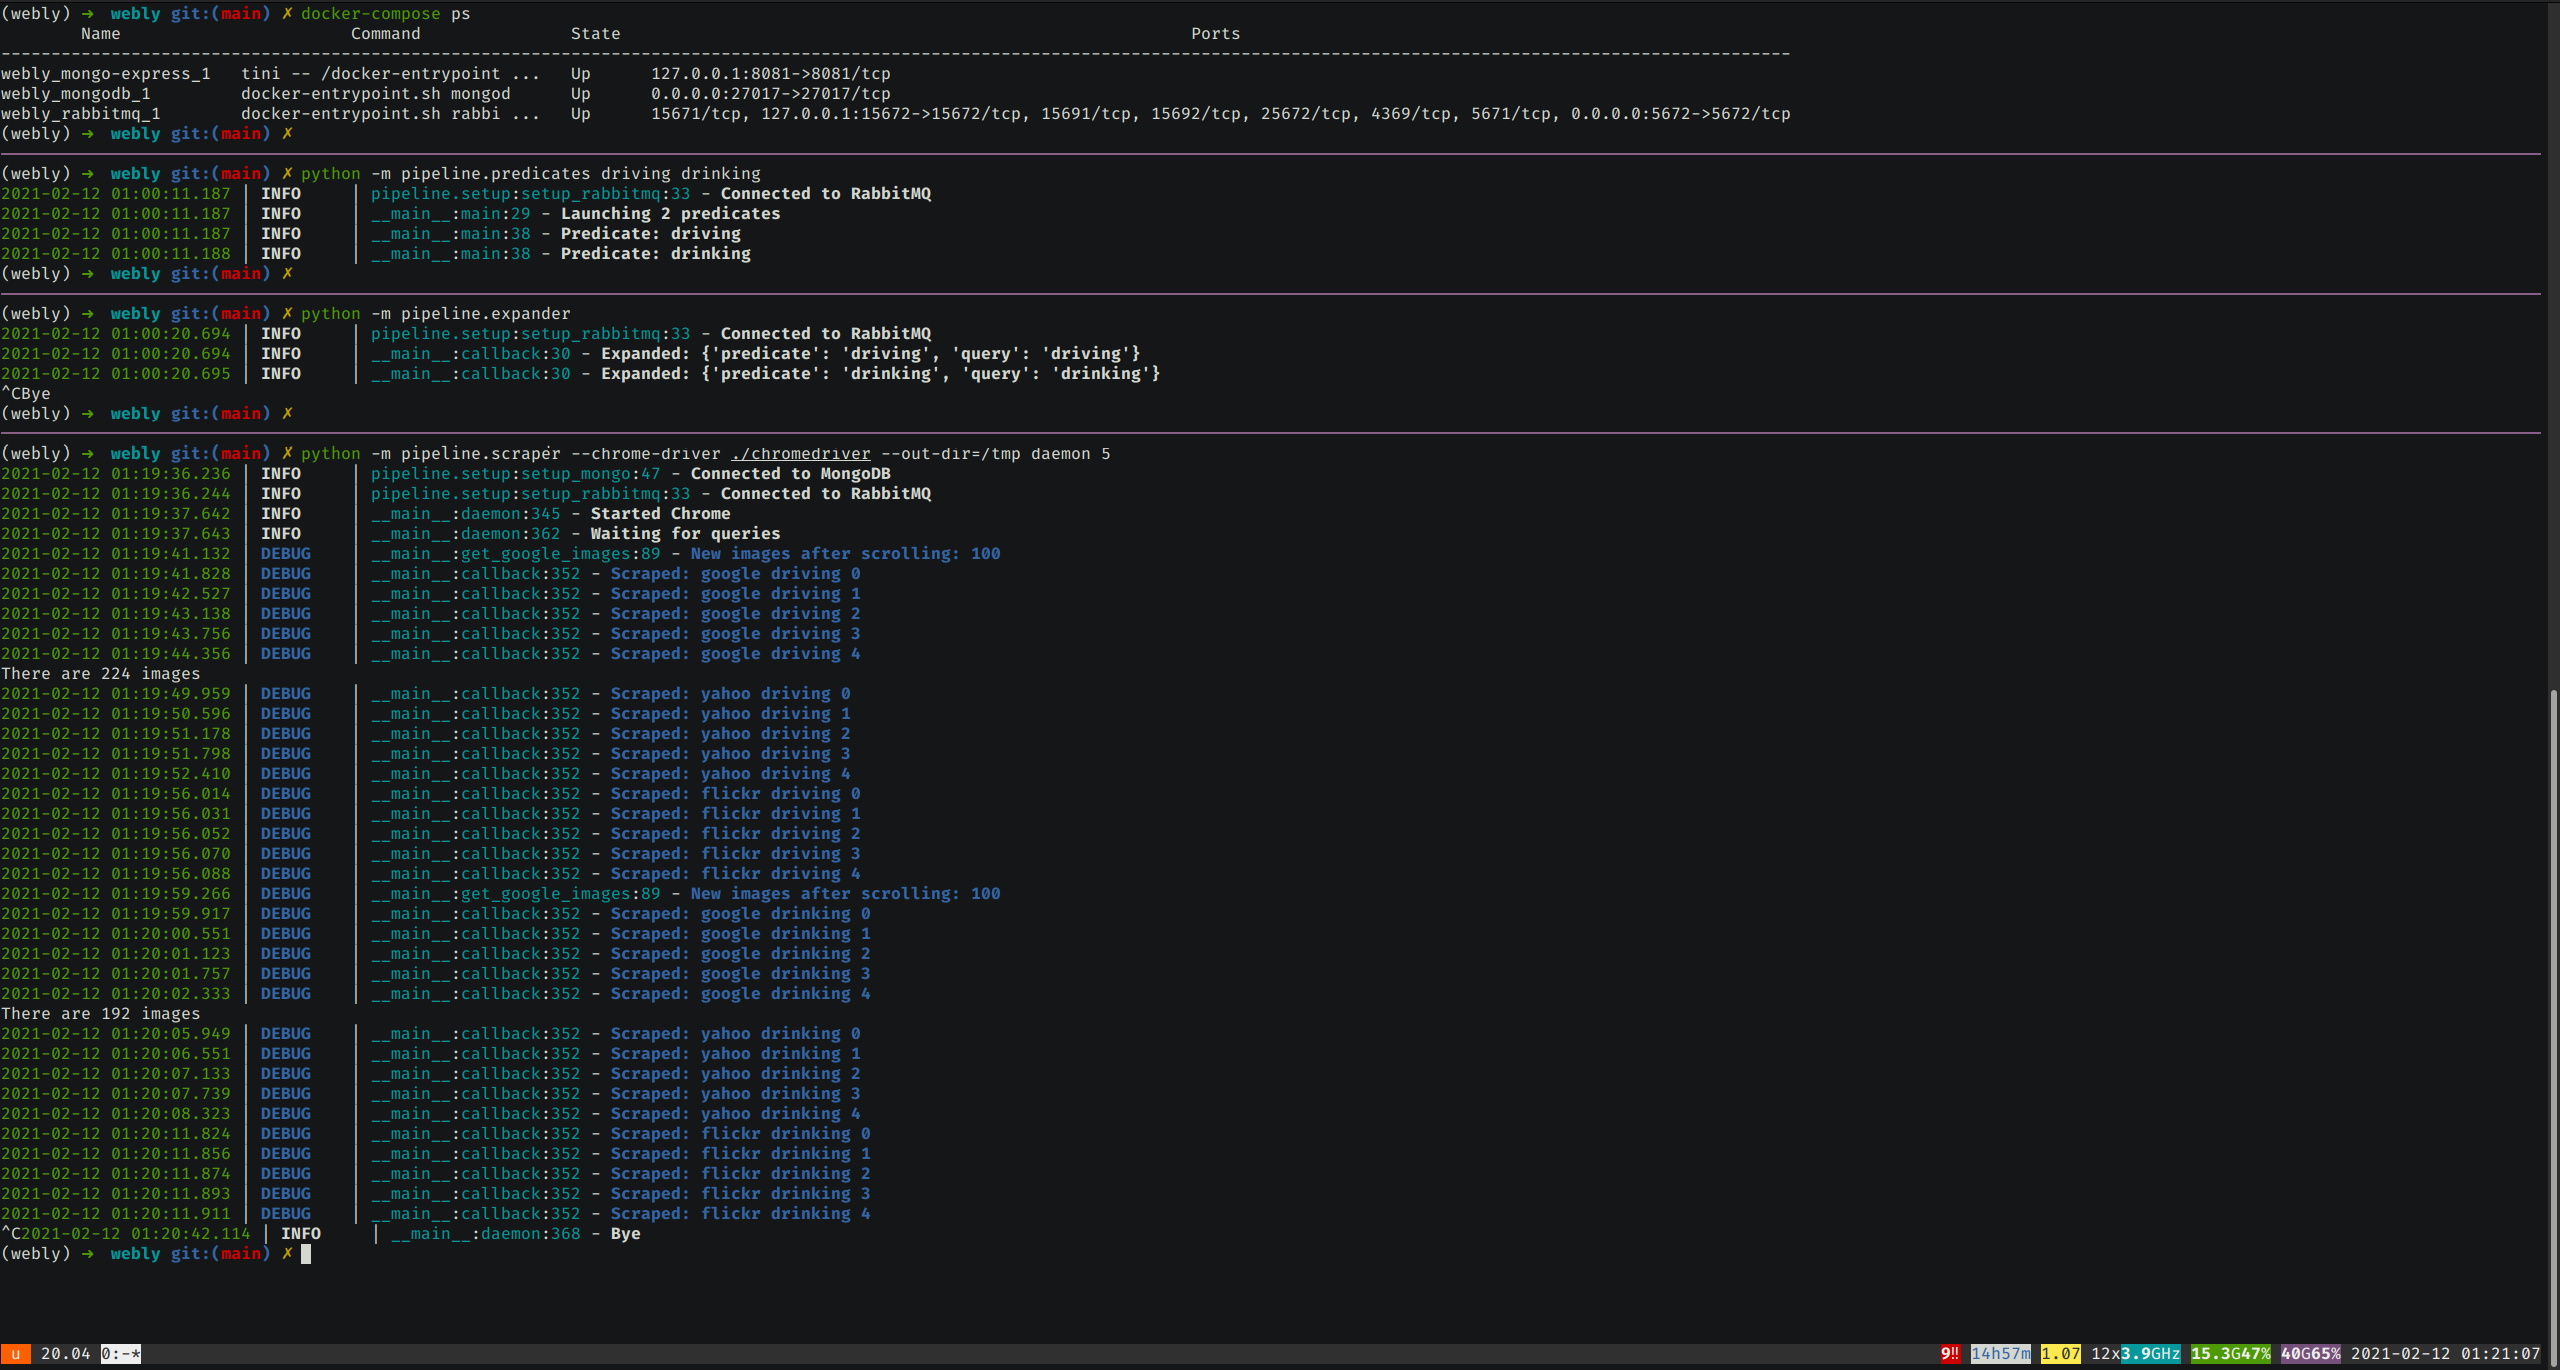 (webly) ➜  webly git:(main) ✗ docker-compose ps
        Name                       Command               State                                                         Ports
-----------------------------------------------------------------------------------------------------------------------------------------------------------------------------------
webly_mongo-express_1   tini -- /docker-entrypoint ...   Up      127.0.0.1:8081->8081/tcp
webly_mongodb_1         docker-entrypoint.sh mongod      Up      0.0.0.0:27017->27017/tcp
webly_rabbitmq_1        docker-entrypoint.sh rabbi ...   Up      15671/tcp, 127.0.0.1:15672->15672/tcp, 15691/tcp, 15692/tcp, 25672/tcp, 4369/tcp, 5671/tcp, 0.0.0.0:5672->5672/tcp
(webly) ➜  webly git:(main) ✗
(webly) ➜  webly git:(main) ✗ python -m pipeline.predicates driving drinking
2021-02-12 01:00:11.187 | INFO     | pipeline.setup:setup_rabbitmq:33 - Connected to RabbitMQ
2021-02-12 01:00:11.187 | INFO     | __main__:main:29 - Launching 2 predicates
2021-02-12 01:00:11.187 | INFO     | __main__:main:38 - Predicate: driving
2021-02-12 01:00:11.188 | INFO     | __main__:main:38 - Predicate: drinking
(webly) ➜  webly git:(main) ✗
(webly) ➜  webly git:(main) ✗ python -m pipeline.expander
2021-02-12 01:00:20.694 | INFO     | pipeline.setup:setup_rabbitmq:33 - Connected to RabbitMQ
2021-02-12 01:00:20.694 | INFO     | __main__:callback:30 - Expanded: {'predicate': 'driving', 'query': 'driving'}
2021-02-12 01:00:20.695 | INFO     | __main__:callback:30 - Expanded: {'predicate': 'drinking', 'query': 'drinking'}
^CBye
(webly) ➜  webly git:(main) ✗
(webly) ➜  webly git:(main) ✗ python -m pipeline.scraper --chrome-driver ./chromedriver --out-dir=/tmp daemon 5
2021-02-12 01:19:36.236 | INFO     | pipeline.setup:setup_mongo:47 - Connected to MongoDB
2021-02-12 01:19:36.244 | INFO     | pipeline.setup:setup_rabbitmq:33 - Connected to RabbitMQ
2021-02-12 01:19:37.642 | INFO     | __main__:daemon:345 - Started Chrome
2021-02-12 01:19:37.643 | INFO     | __main__:daemon:362 - Waiting for queries
2021-02-12 01:19:41.132 | DEBUG    | __main__:get_google_images:89 - New images after scrolling: 100
2021-02-12 01:19:41.828 | DEBUG    | __main__:callback:352 - Scraped: google driving 0
2021-02-12 01:19:42.527 | DEBUG    | __main__:callback:352 - Scraped: google driving 1
2021-02-12 01:19:43.138 | DEBUG    | __main__:callback:352 - Scraped: google driving 2
2021-02-12 01:19:43.756 | DEBUG    | __main__:callback:352 - Scraped: google driving 3
2021-02-12 01:19:44.356 | DEBUG    | __main__:callback:352 - Scraped: google driving 4
There are 224 images
2021-02-12 01:19:49.959 | DEBUG    | __main__:callback:352 - Scraped: yahoo driving 0
2021-02-12 01:19:50.596 | DEBUG    | __main__:callback:352 - Scraped: yahoo driving 1
2021-02-12 01:19:51.178 | DEBUG    | __main__:callback:352 - Scraped: yahoo driving 2
2021-02-12 01:19:51.798 | DEBUG    | __main__:callback:352 - Scraped: yahoo driving 3
2021-02-12 01:19:52.410 | DEBUG    | __main__:callback:352 - Scraped: yahoo driving 4
2021-02-12 01:19:56.014 | DEBUG    | __main__:callback:352 - Scraped: flickr driving 0
2021-02-12 01:19:56.031 | DEBUG    | __main__:callback:352 - Scraped: flickr driving 1
2021-02-12 01:19:56.052 | DEBUG    | __main__:callback:352 - Scraped: flickr driving 2
2021-02-12 01:19:56.070 | DEBUG    | __main__:callback:352 - Scraped: flickr driving 3
2021-02-12 01:19:56.088 | DEBUG    | __main__:callback:352 - Scraped: flickr driving 4
2021-02-12 01:19:59.266 | DEBUG    | __main__:get_google_images:89 - New images after scrolling: 100
2021-02-12 01:19:59.917 | DEBUG    | __main__:callback:352 - Scraped: google drinking 0
2021-02-12 01:20:00.551 | DEBUG    | __main__:callback:352 - Scraped: google drinking 1
2021-02-12 01:20:01.123 | DEBUG    | __main__:callback:352 - Scraped: google drinking 2
2021-02-12 01:20:01.757 | DEBUG    | __main__:callback:352 - Scraped: google drinking 3
2021-02-12 01:20:02.333 | DEBUG    | __main__:callback:352 - Scraped: google drinking 4
There are 192 images
2021-02-12 01:20:05.949 | DEBUG    | __main__:callback:352 - Scraped: yahoo drinking 0
2021-02-12 01:20:06.551 | DEBUG    | __main__:callback:352 - Scraped: yahoo drinking 1
2021-02-12 01:20:07.133 | DEBUG    | __main__:callback:352 - Scraped: yahoo drinking 2
2021-02-12 01:20:07.739 | DEBUG    | __main__:callback:352 - Scraped: yahoo drinking 3
2021-02-12 01:20:08.323 | DEBUG    | __main__:callback:352 - Scraped: yahoo drinking 4
2021-02-12 01:20:11.824 | DEBUG    | __main__:callback:352 - Scraped: flickr drinking 0
2021-02-12 01:20:11.856 | DEBUG    | __main__:callback:352 - Scraped: flickr drinking 1
2021-02-12 01:20:11.874 | DEBUG    | __main__:callback:352 - Scraped: flickr drinking 2
2021-02-12 01:20:11.893 | DEBUG    | __main__:callback:352 - Scraped: flickr drinking 3
2021-02-12 01:20:11.911 | DEBUG    | __main__:callback:352 - Scraped: flickr drinking 4
^C2021-02-12 01:20:42.114 | INFO     | __main__:daemon:368 - Bye
(webly) ➜  webly git:(main) ✗
u 20.04 0:-* 9‼ 14h57m 1.07 12x3.9GHz 15.3G47% 40G65% 2021-02-12 01:21:07